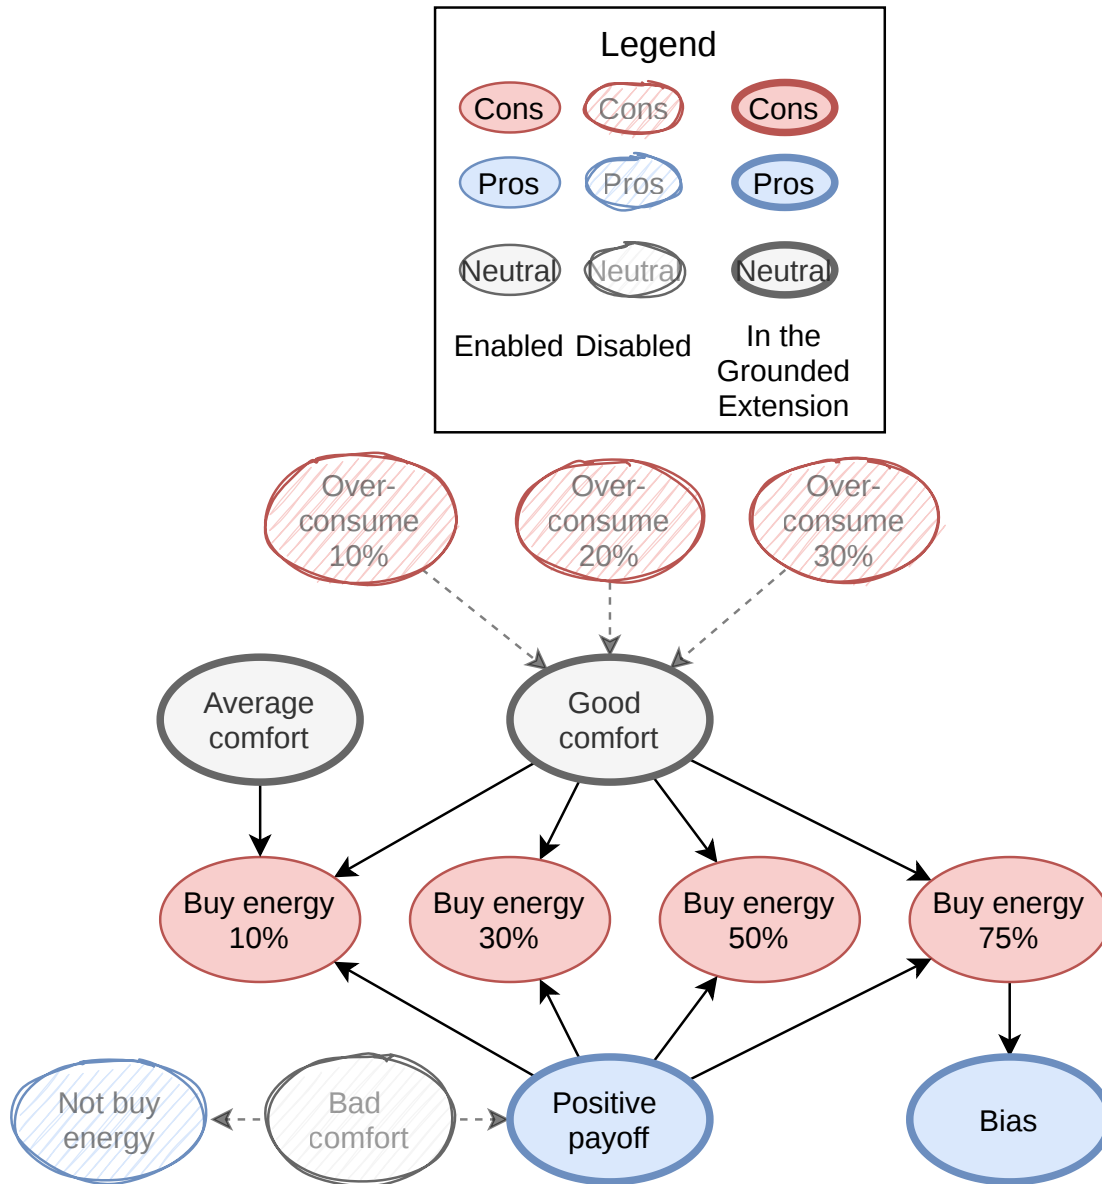 Legend
Cons Cons Cons
Pros Pros Pros
Neutral Neutral Neutral
Enabled Disabled In the
Grounded
Extension
Over-
consume
10%
Over-
consume
20%
Over-
consume
30%
Average
comfort
Good
comfort
Buy energy
10%
Buy energy
30%
Buy energy
50%
Buy energy
75%
Not buy
energy
Bad
comfort
Positive
payoff
Bias